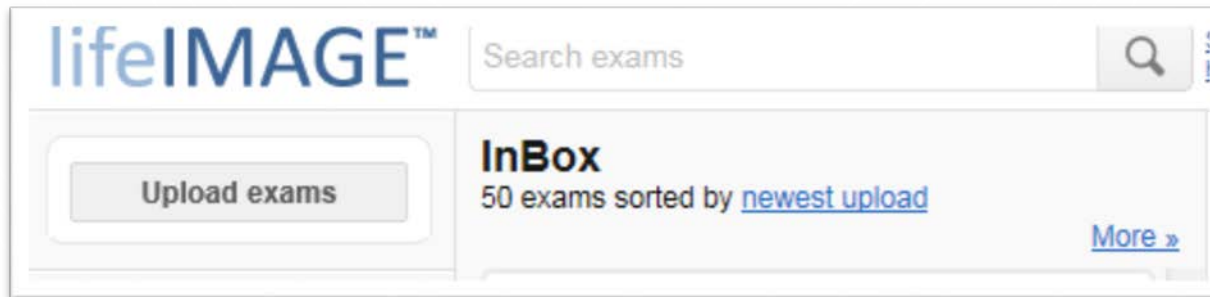 lifeIMAGE™
Search exams
Upload exams
InBox
50 exams sorted by newest upload
More »